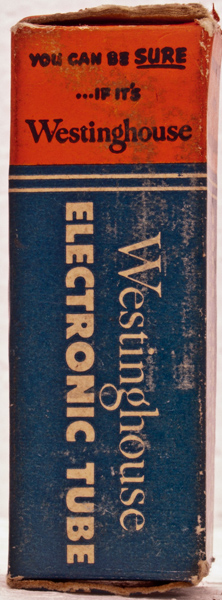 YOU CAN BE SURE
...IF IT'S
Westinghouse
Westinghouse
ELECTRONIC TUBE